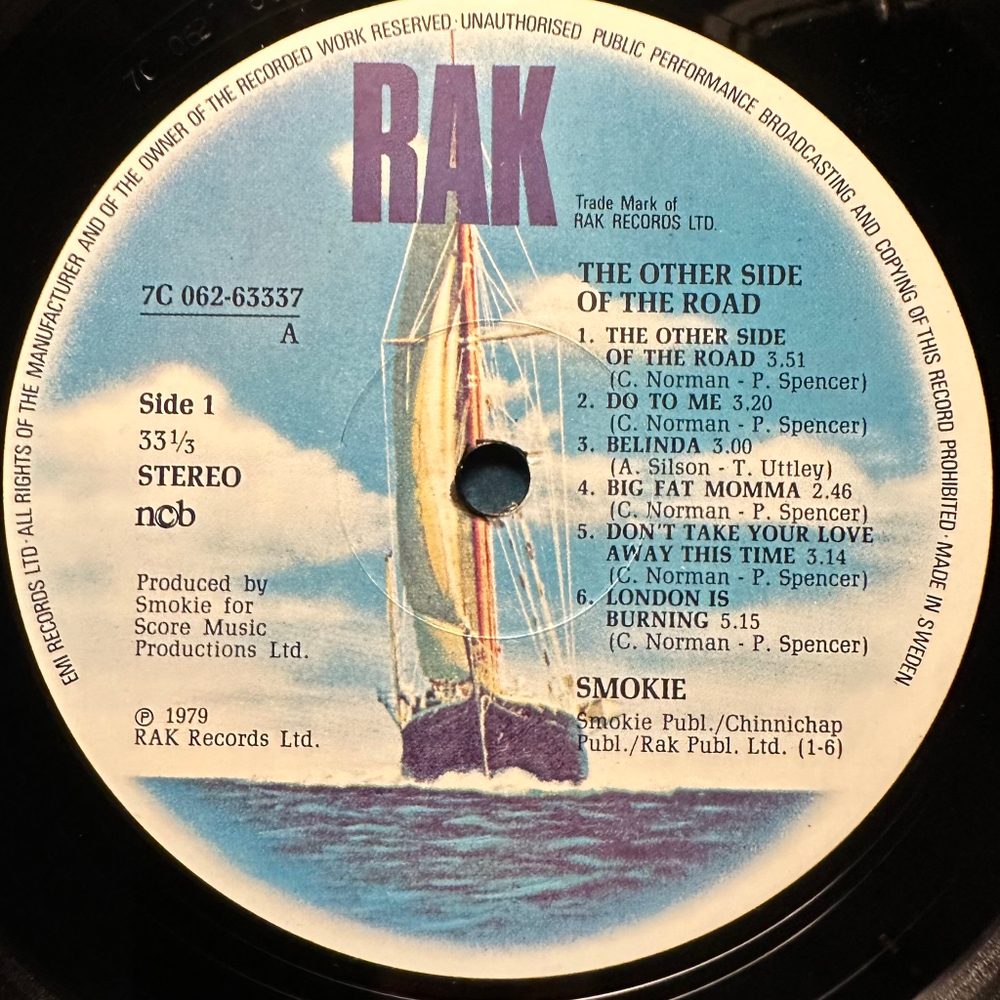 EMI RECORDS LTD · ALL RIGHTS OF THE MANUFACTURER AND OF THE OWNER OF THE RECORDED WORK RESERVED · UNAUTHORISED PUBLIC PERFORMANCE BROADCASTING AND COPYING OF THIS RECORD PROHIBITED · MADE IN SWEDEN
RAK
Trade Mark of
RAK RECORDS LTD.
7C 062-63337
A
Side 1
33 1/3
STEREO
ncb
Produced by
Smokie for
Score Music
Productions Ltd.
℗ 1979
RAK Records Ltd.
THE OTHER SIDE
OF THE ROAD
1. THE OTHER SIDE
OF THE ROAD 3.51
(C. Norman - P. Spencer)
2. DO TO ME 3.20
(C. Norman - P. Spencer)
3. BELINDA 3.00
(A. Silson - T. Uttley)
4. BIG FAT MOMMA 2.46
(C. Norman - P. Spencer)
5. DON'T TAKE YOUR LOVE
AWAY THIS TIME 3.14
(C. Norman - P. Spencer)
6. LONDON IS
BURNING 5.15
(C. Norman - P. Spencer)
SMOKIE
Smokie Publ./Chinnichap
Publ./Rak Publ. Ltd. (1-6)